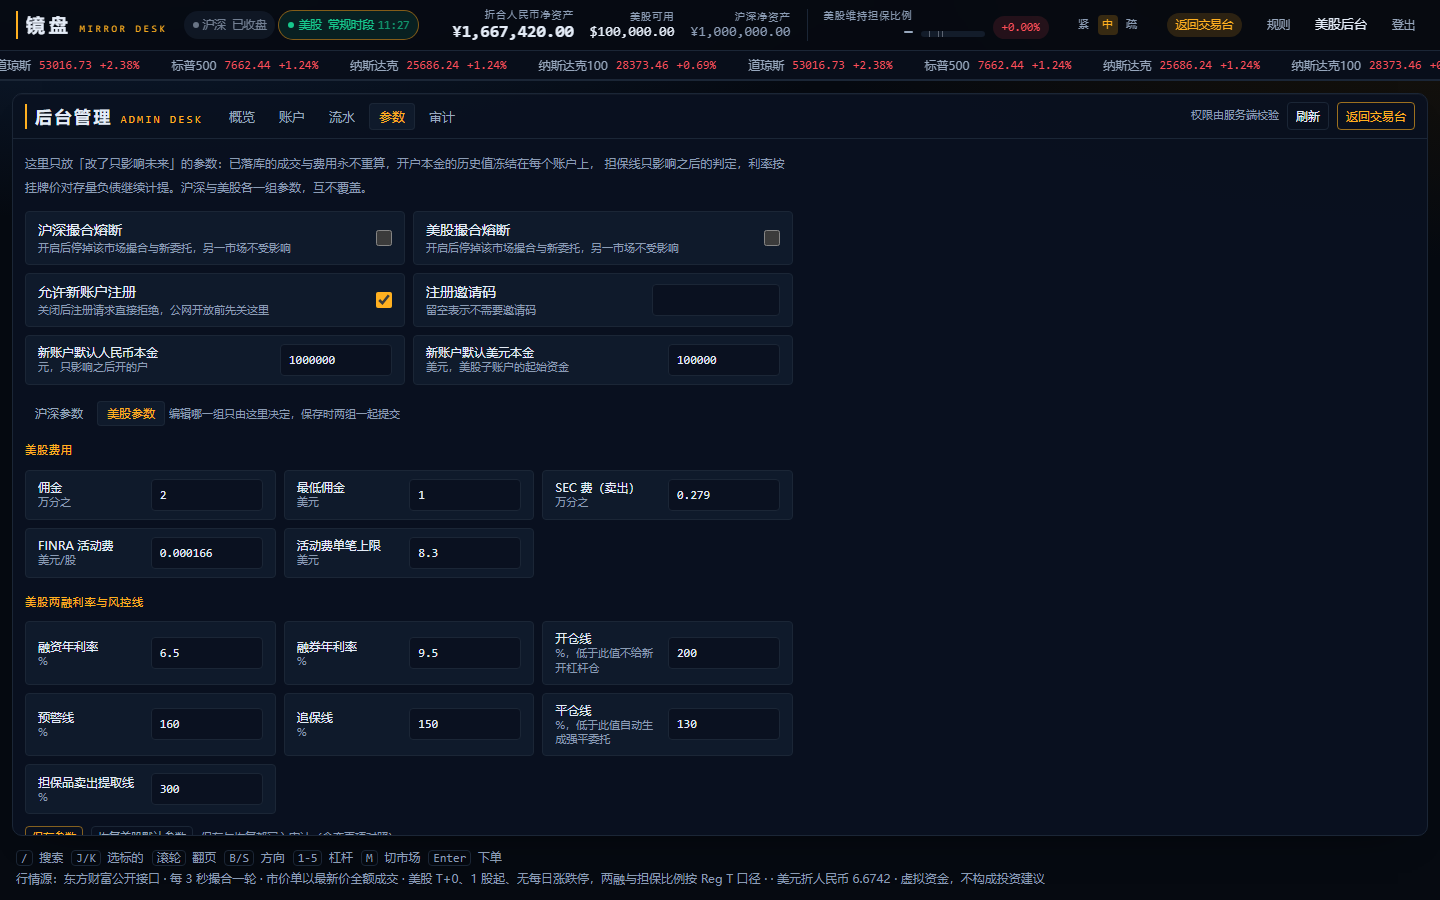 镜盘 MIRROR DESK 沪深 已收盘 美股 常规时段 11:27 折合人民币净资产 ¥1,667,420.00 美股可用 $100,000.00 沪深净资产 ¥1,000,000.00 美股维持担保比例 — +0.00% 紧 中 疏 返回交易台 规则 美股后台 登出
道琼斯 53016.73 +2.38% 标普500 7662.44 +1.24% 纳斯达克 25686.24 +1.24% 纳斯达克100 28373.46 +0.69% 道琼斯 53016.73 +2.38% 标普500 7662.44 +1.24% 纳斯达克 25686.24 +1.24% 纳斯达克100 28373.46
后台管理 ADMIN DESK 概览 账户 流水 参数 审计 权限由服务端校验 刷新 返回交易台
这里只放「改了只影响未来」的参数：已落库的成交与费用永不重算，开户本金的历史值冻结在每个账户上， 担保线只影响之后的判定，利率按
挂牌价对存量负债继续计提。沪深与美股各一组参数，互不覆盖。
沪深撮合熔断
开启后停掉该市场撮合与新委托，另一市场不受影响
美股撮合熔断
开启后停掉该市场撮合与新委托，另一市场不受影响
允许新账户注册
关闭后注册请求直接拒绝，公网开放前先关这里
注册邀请码
留空表示不需要邀请码
新账户默认人民币本金
元，只影响之后开的户
1000000
新账户默认美元本金
美元，美股子账户的起始资金
100000
沪深参数 美股参数 编辑哪一组只由这里决定，保存时两组一起提交
美股费用
佣金
万分之
2
最低佣金
美元
1
SEC 费（卖出）
万分之
0.279
FINRA 活动费
美元/股
0.000166
活动费单笔上限
美元
8.3
美股两融利率与风控线
融资年利率
%
6.5
融券年利率
%
9.5
开仓线
%，低于此值不给新
开杠杆仓
200
预警线
%
160
追保线
%
150
平仓线
%，低于此值自动生
成强平委托
130
担保品卖出提取线
%
300
/ 搜索 J/K 选标的 滚轮 翻页 B/S 方向 1-5 杠杆 M 切市场 Enter 下单
行情源：东方财富公开接口 · 每 3 秒撮合一轮 · 市价单以最新价全额成交 · 美股 T+0、1 股起、无每日涨跌停，两融与担保比例按 Reg T 口径 · · 美元折人民币 6.6742 · 虚拟资金，不构成投资建议